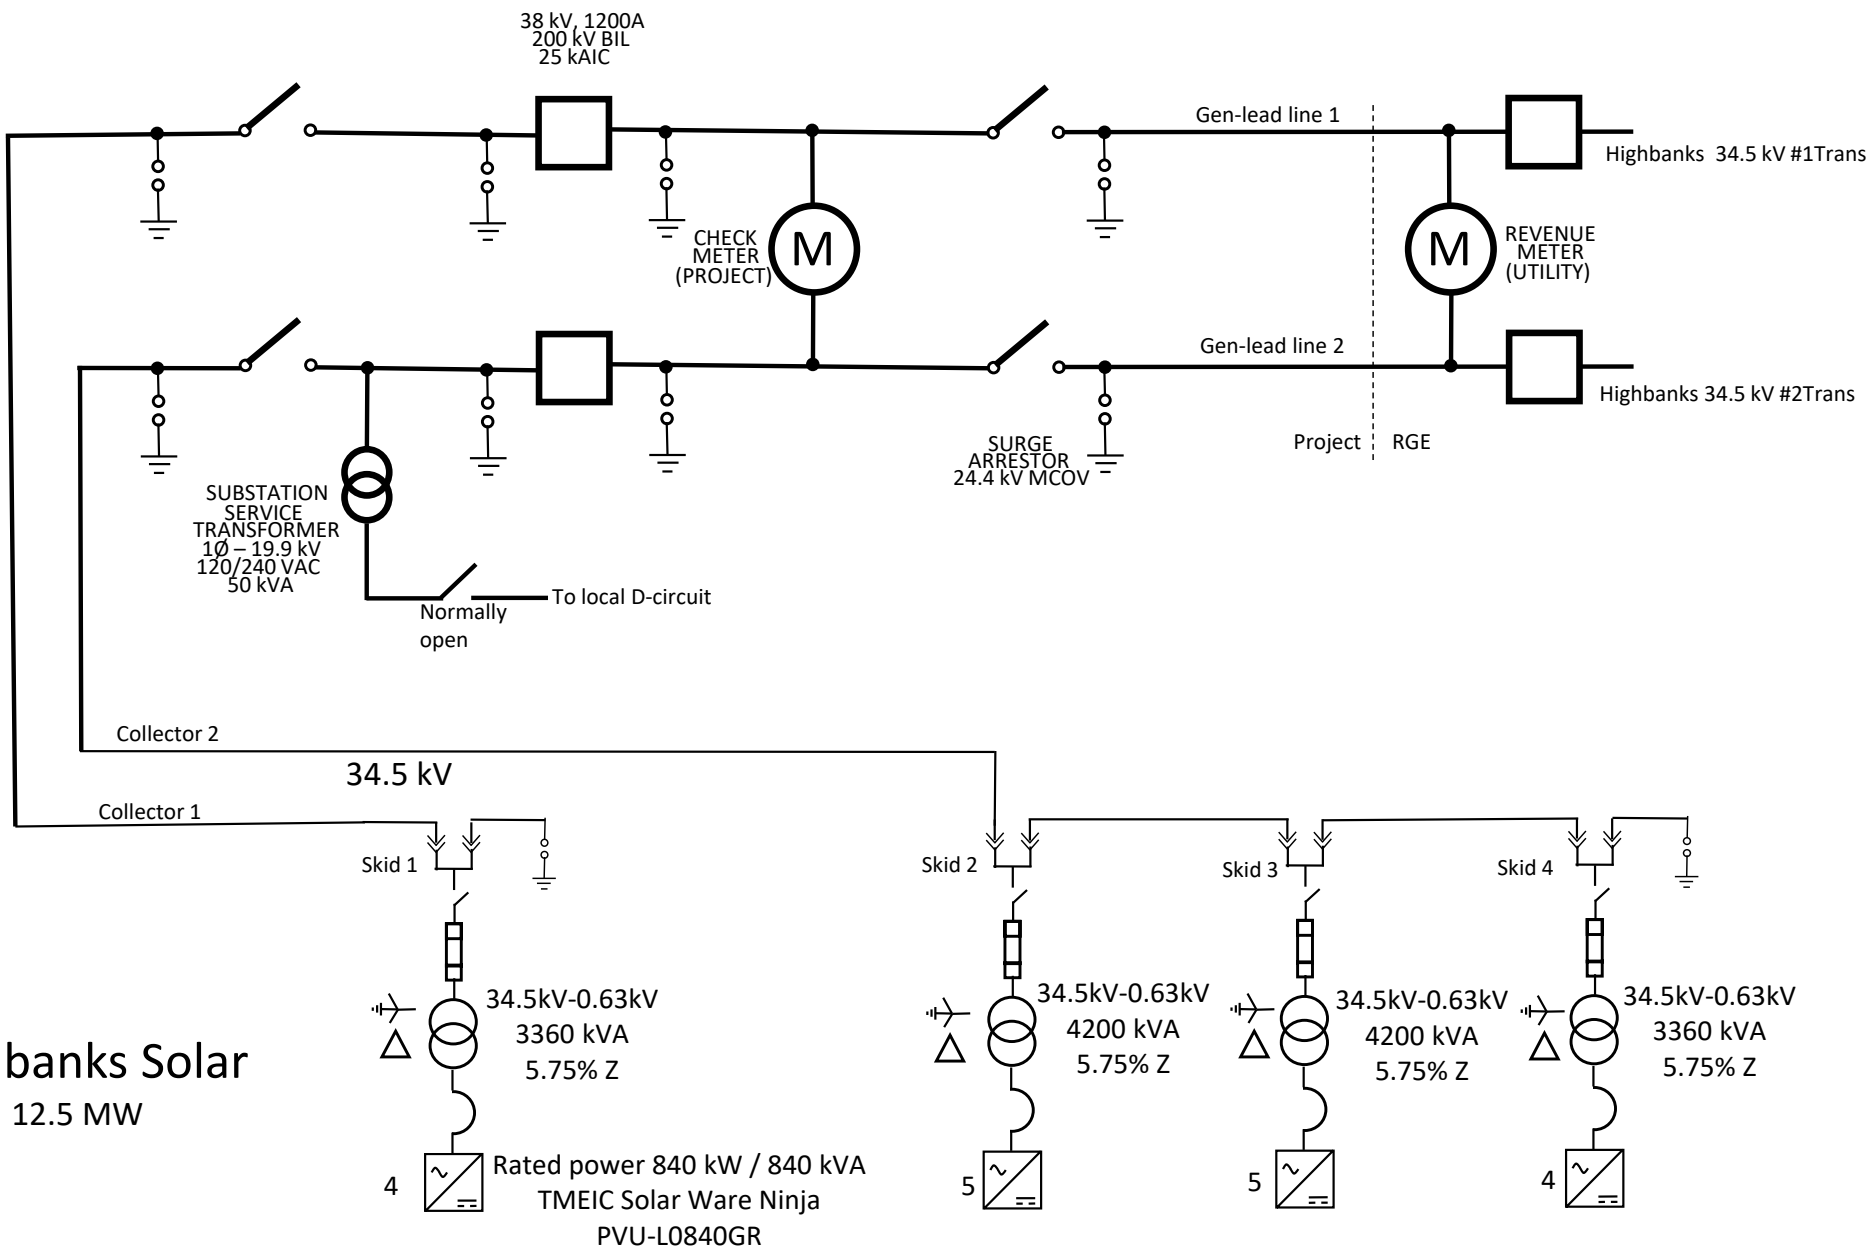 38 kV, 1200A
200 kV BIL
25 kAIC
Gen-lead line 1
Highbanks 34.5 kV #1Trans
CHECK
METER
(PROJECT)
M
M
REVENUE
METER
(UTILITY)
Gen-lead line 2
Highbanks 34.5 kV #2Trans
Project
RGE
SURGE
ARRESTOR
24.4 kV MCOV
SUBSTATION
SERVICE
TRANSFORMER
1Ø – 19.9 kV
120/240 VAC
50 kVA
To local D-circuit
Normally
open
Collector 2
34.5 kV
Collector 1
Skid 1
Skid 2
Skid 3
Skid 4
34.5kV-0.63kV
3360 kVA
5.75% Z
34.5kV-0.63kV
4200 kVA
5.75% Z
34.5kV-0.63kV
4200 kVA
5.75% Z
34.5kV-0.63kV
3360 kVA
5.75% Z
banks Solar
12.5 MW
4
Rated power 840 kW / 840 kVA
TMEIC Solar Ware Ninja
PVU-L0840GR
5
5
4